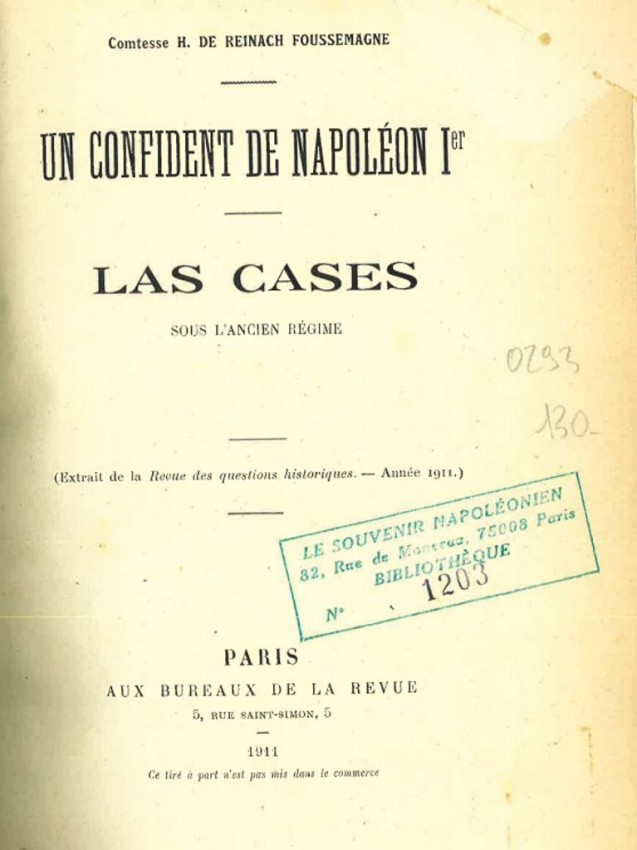 Comtesse H. DE REINACH FOUSSEMAGNE
UN CONFIDENT DE NAPOLÉON Ier
LAS CASES
SOUS L'ANCIEN RÉGIME
0293
130-
(Extrait de la Revue des questions historiques. — Année 1911.)
LE SOUVENIR NAPOLÉONIEN
82, Rue de Monceau, 75008 Paris
BIBLIOTHÈQUE
N° 1203
PARIS
AUX BUREAUX DE LA REVUE
5, RUE SAINT-SIMON, 5
1911
Ce tiré à part n'est pas mis dans le commerce